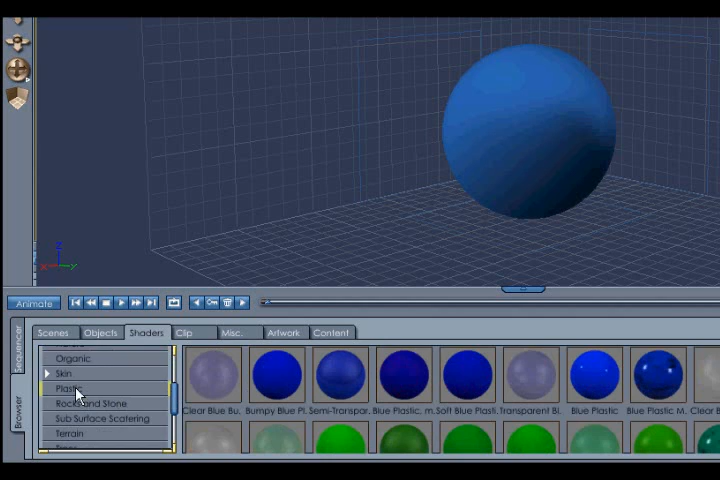 Z
X Y
Animate
Scenes Objects Shaders Clip Misc. Artwork Content
Sequencer
Browser
Organic
Skin
Plastic
Rocks and Stone
Sub Surface Scattering
Terrain
Clear Blue Bu. Bumpy Blue Pl. Semi-Transpar. Blue Plastic, m. Soft Blue Plasti. Transparent Bl. Blue Plastic Blue Plastic M. Clear B